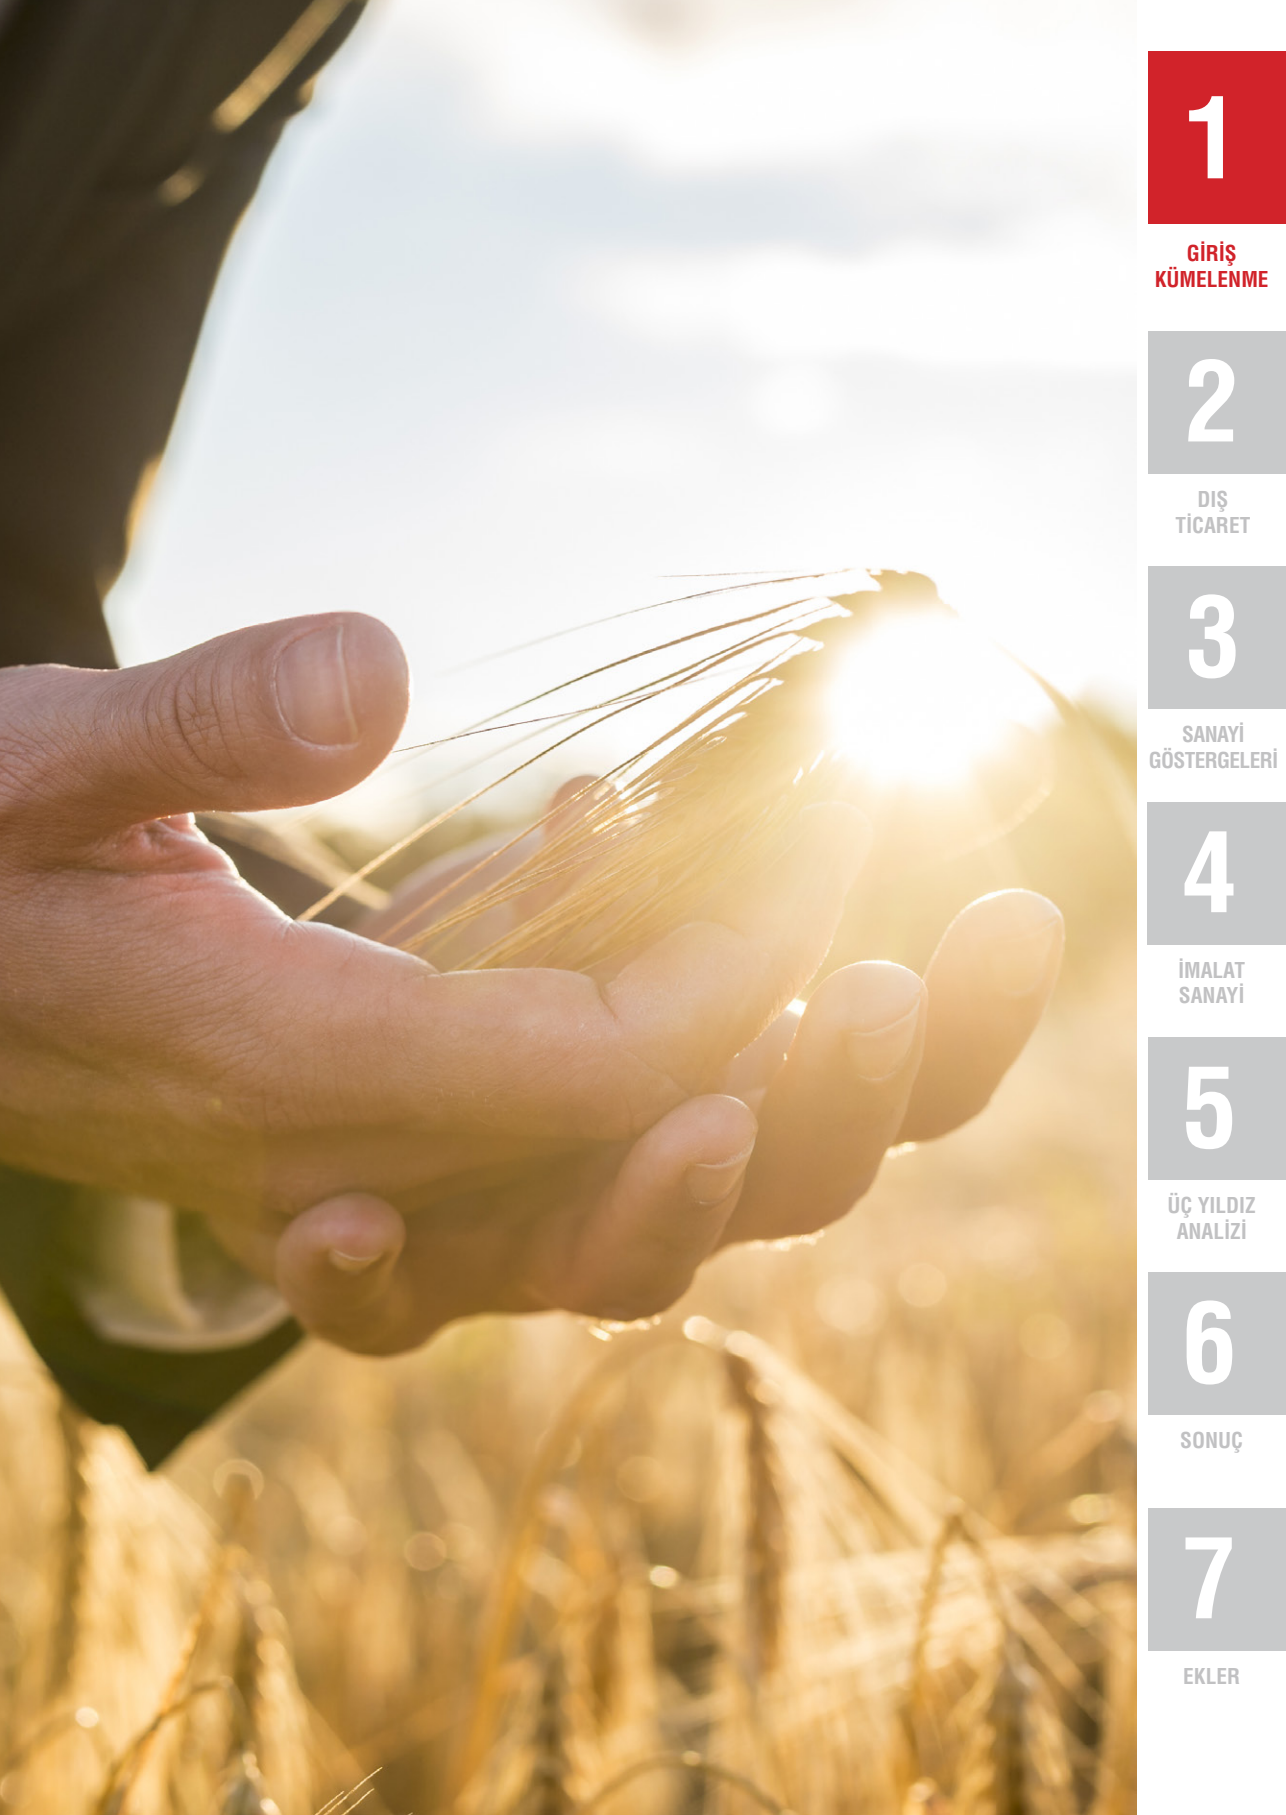 1
GİRİŞ
KÜMELENME
2
DIŞ
TİCARET
3
SANAYİ
GÖSTERGELERİ
4
İMALAT
SANAYİ
5
ÜÇ YILDIZ
ANALİZİ
6
SONUÇ
7
EKLER